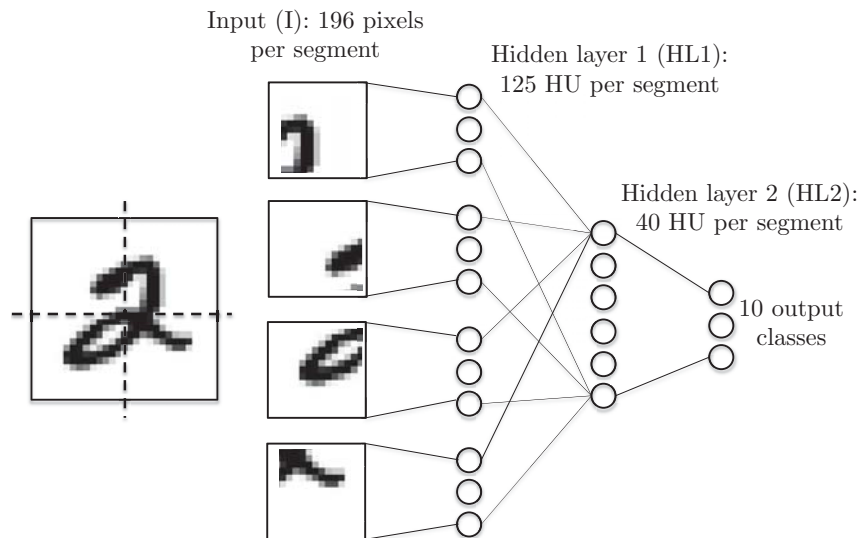 Input (I): 196 pixels
per segment
Hidden layer 1 (HL1):
125 HU per segment
Hidden layer 2 (HL2):
40 HU per segment
10 output
classes